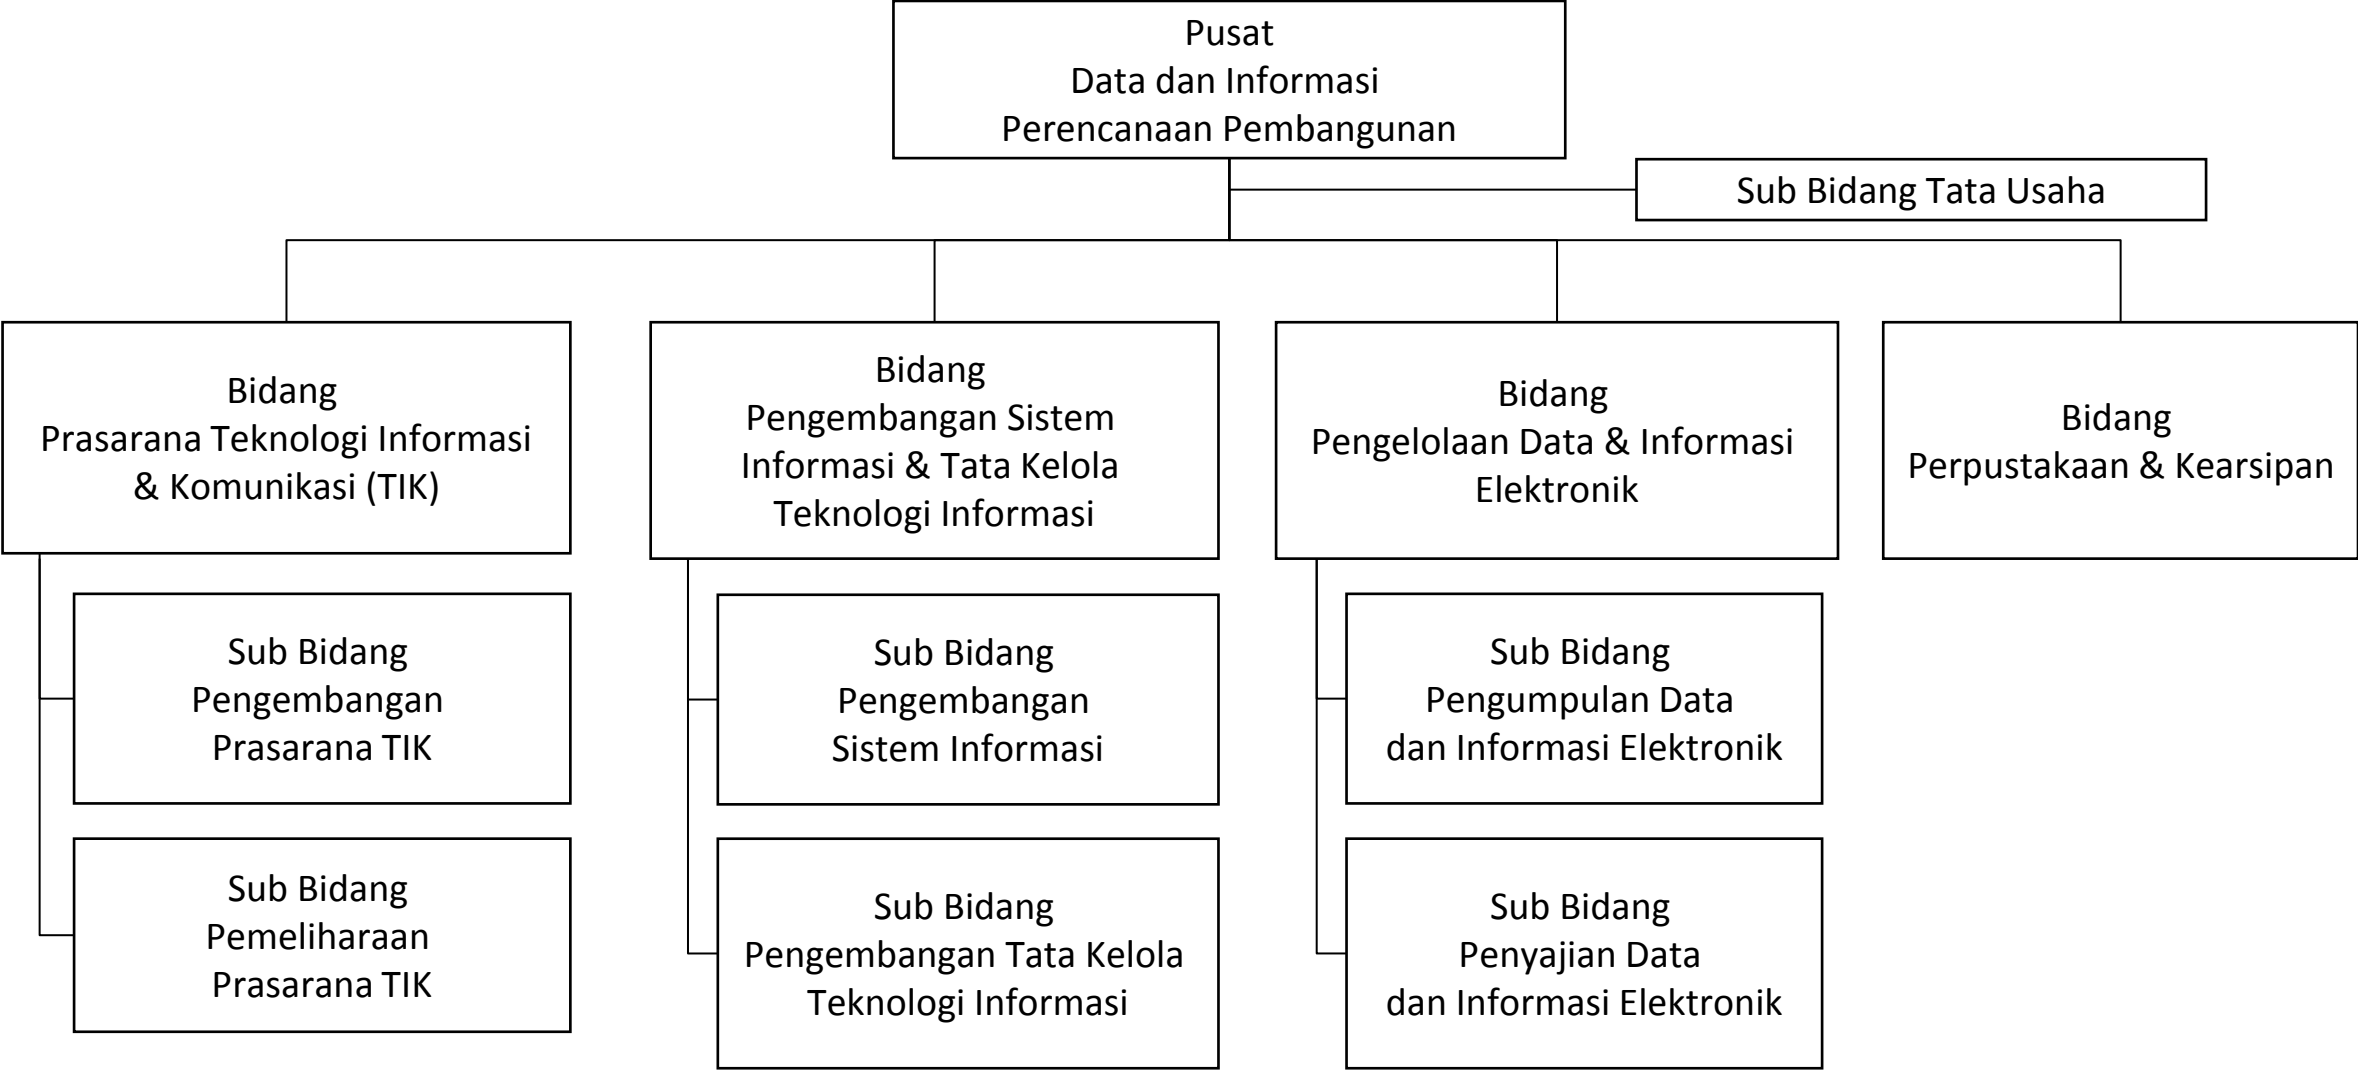 Pusat
Data dan Informasi
Perencanaan Pembangunan
Sub Bidang Tata Usaha
Bidang
Prasarana Teknologi Informasi
& Komunikasi (TIK)
Bidang
Pengembangan Sistem
Informasi & Tata Kelola
Teknologi Informasi
Bidang
Pengelolaan Data & Informasi
Elektronik
Bidang
Perpustakaan & Kearsipan
Sub Bidang
Pengembangan
Prasarana TIK
Sub Bidang
Pengembangan
Sistem Informasi
Sub Bidang
Pengumpulan Data
dan Informasi Elektronik
Sub Bidang
Pemeliharaan
Prasarana TIK
Sub Bidang
Pengembangan Tata Kelola
Teknologi Informasi
Sub Bidang
Penyajian Data
dan Informasi Elektronik